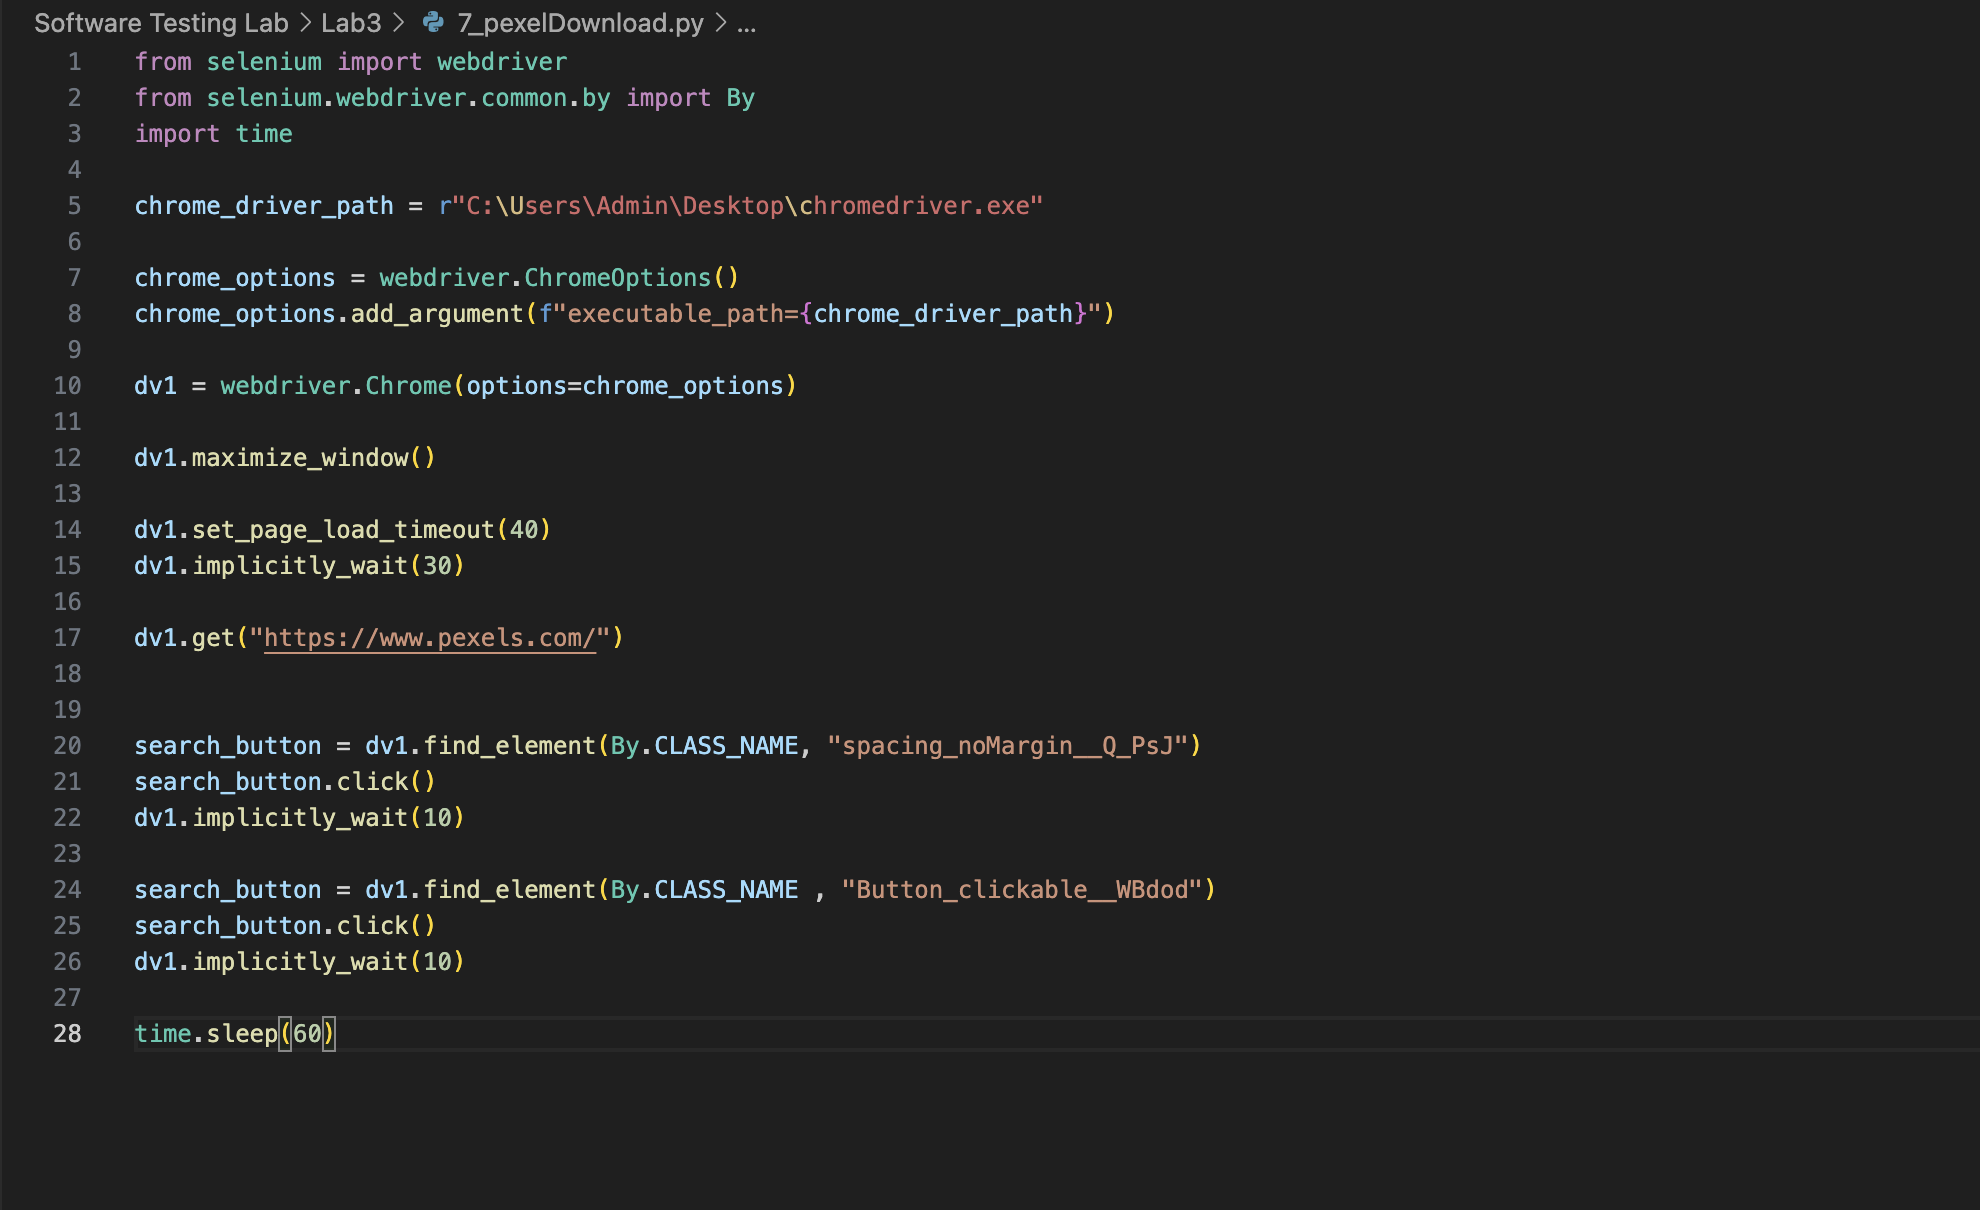 Software Testing Lab > Lab3 > 7_pexelDownload.py > ...
1 from selenium import webdriver
2 from selenium.webdriver.common.by import By
3 import time
4
5 chrome_driver_path = r"C:\Users\Admin\Desktop\chromedriver.exe"
6
7 chrome_options = webdriver.ChromeOptions()
8 chrome_options.add_argument(f"executable_path={chrome_driver_path}")
9
10 dv1 = webdriver.Chrome(options=chrome_options)
11
12 dv1.maximize_window()
13
14 dv1.set_page_load_timeout(40)
15 dv1.implicitly_wait(30)
16
17 dv1.get("https://www.pexels.com/")
18
19
20 search_button = dv1.find_element(By.CLASS_NAME, "spacing_noMargin__Q_PsJ")
21 search_button.click()
22 dv1.implicitly_wait(10)
23
24 search_button = dv1.find_element(By.CLASS_NAME , "Button_clickable__WBdod")
25 search_button.click()
26 dv1.implicitly_wait(10)
27
28 time.sleep(60)